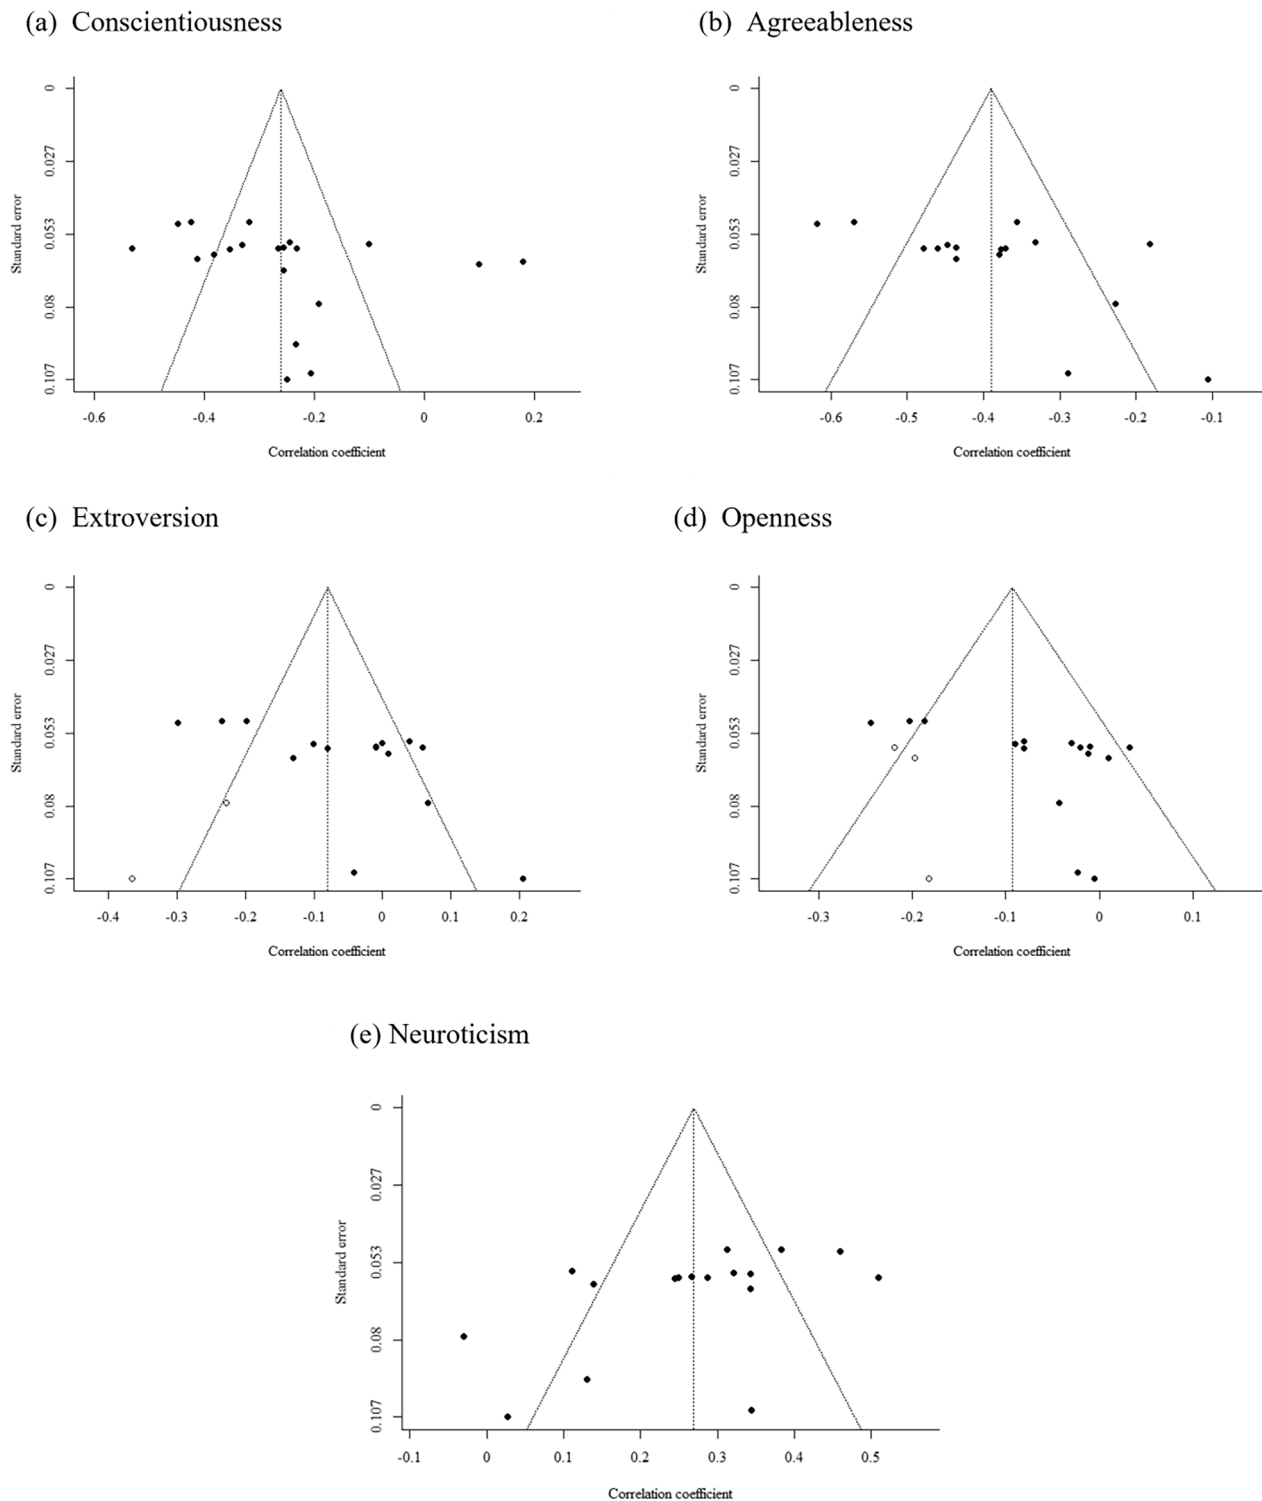 (a) Conscientiousness
(b) Agreeableness
Standard error
0
0.027
0.053
0.08
0.107
-0.6 -0.4 -0.2 0 0.2
Correlation coefficient
Standard error
0
0.027
0.053
0.08
0.107
-0.6 -0.5 -0.4 -0.3 -0.2 -0.1
Correlation coefficient
(c) Extroversion
(d) Openness
Standard error
0
0.027
0.053
0.08
0.107
-0.4 -0.3 -0.2 -0.1 0 0.1 0.2
Correlation coefficient
Standard error
0
0.027
0.053
0.08
0.107
-0.3 -0.2 -0.1 0 0.1
Correlation coefficient
(e) Neuroticism
Standard error
0
0.027
0.053
0.08
0.107
-0.1 0 0.1 0.2 0.3 0.4 0.5
Correlation coefficient